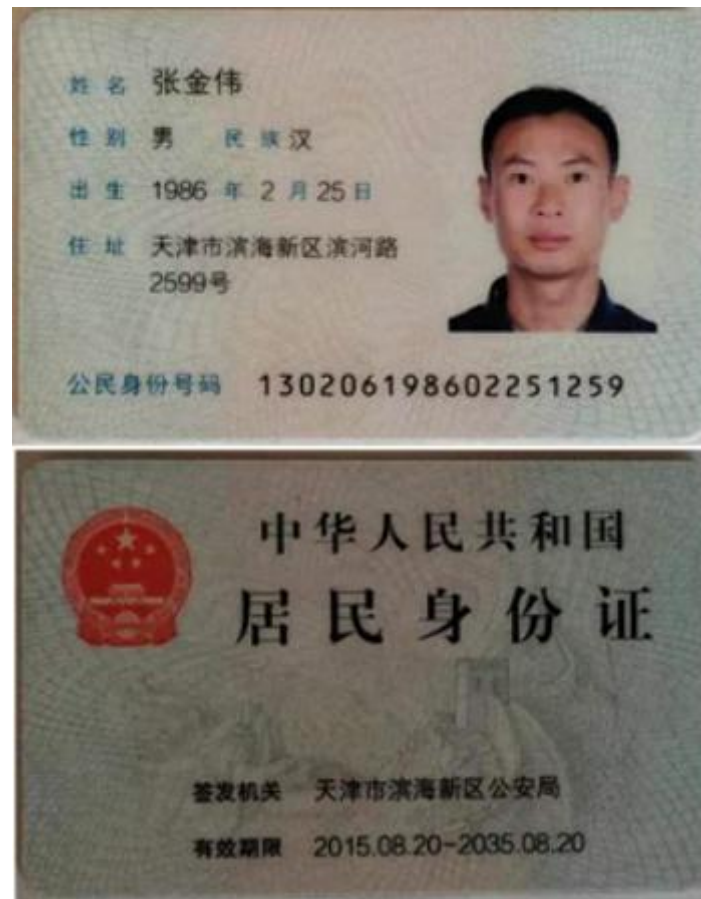 姓名 张金伟
性别 男 民族 汉
出生 1986 年 2 月 25 日
住址 天津市滨海新区滨河路
2599号
公民身份号码 130206198602251259
中华人民共和国
居民身份证
签发机关 天津市滨海新区公安局
有效期限 2015.08.20-2035.08.20